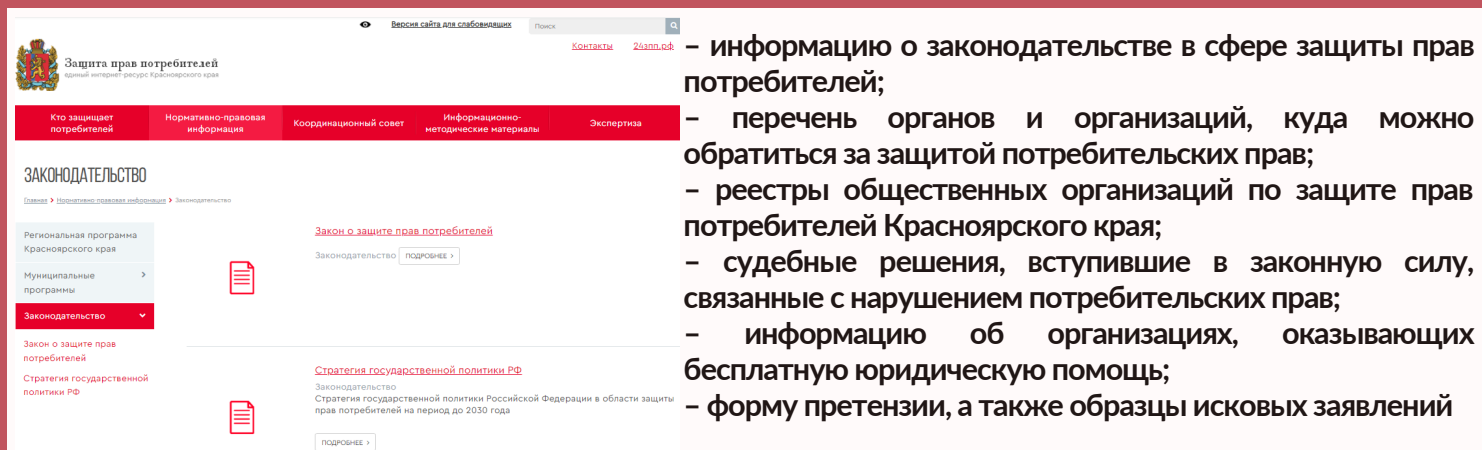 Версия сайта для слабовидящих
Поиск
Контакты 24зпп.рф
Защита прав потребителей
единый интернет-ресурс Красноярского края
Кто защищает
потребителей
Нормативно-правовая
информация
Координационный совет
Информационно-
методические материалы
Экспертиза
ЗАКОНОДАТЕЛЬСТВО
Главная > Нормативно-правовая информация > Законодательство
Региональная программа
Красноярского края
Муниципальные
программы
Законодательство
Закон о защите прав
потребителей
Стратегия государственной
политики РФ
Закон о защите прав потребителей
Законодательство ПОДРОБНЕЕ >
Стратегия государственной политики РФ
Законодательство
Стратегия государственной политики Российской Федерации в области защиты
прав потребителей на период до 2030 года
ПОДРОБНЕЕ >
– информацию о законодательстве в сфере защиты прав
потребителей;
– перечень органов и организаций, куда можно
обратиться за защитой потребительских прав;
– реестры общественных организаций по защите прав
потребителей Красноярского края;
– судебные решения, вступившие в законную силу,
связанные с нарушением потребительских прав;
– информацию об организациях, оказывающих
бесплатную юридическую помощь;
– форму претензии, а также образцы исковых заявлений